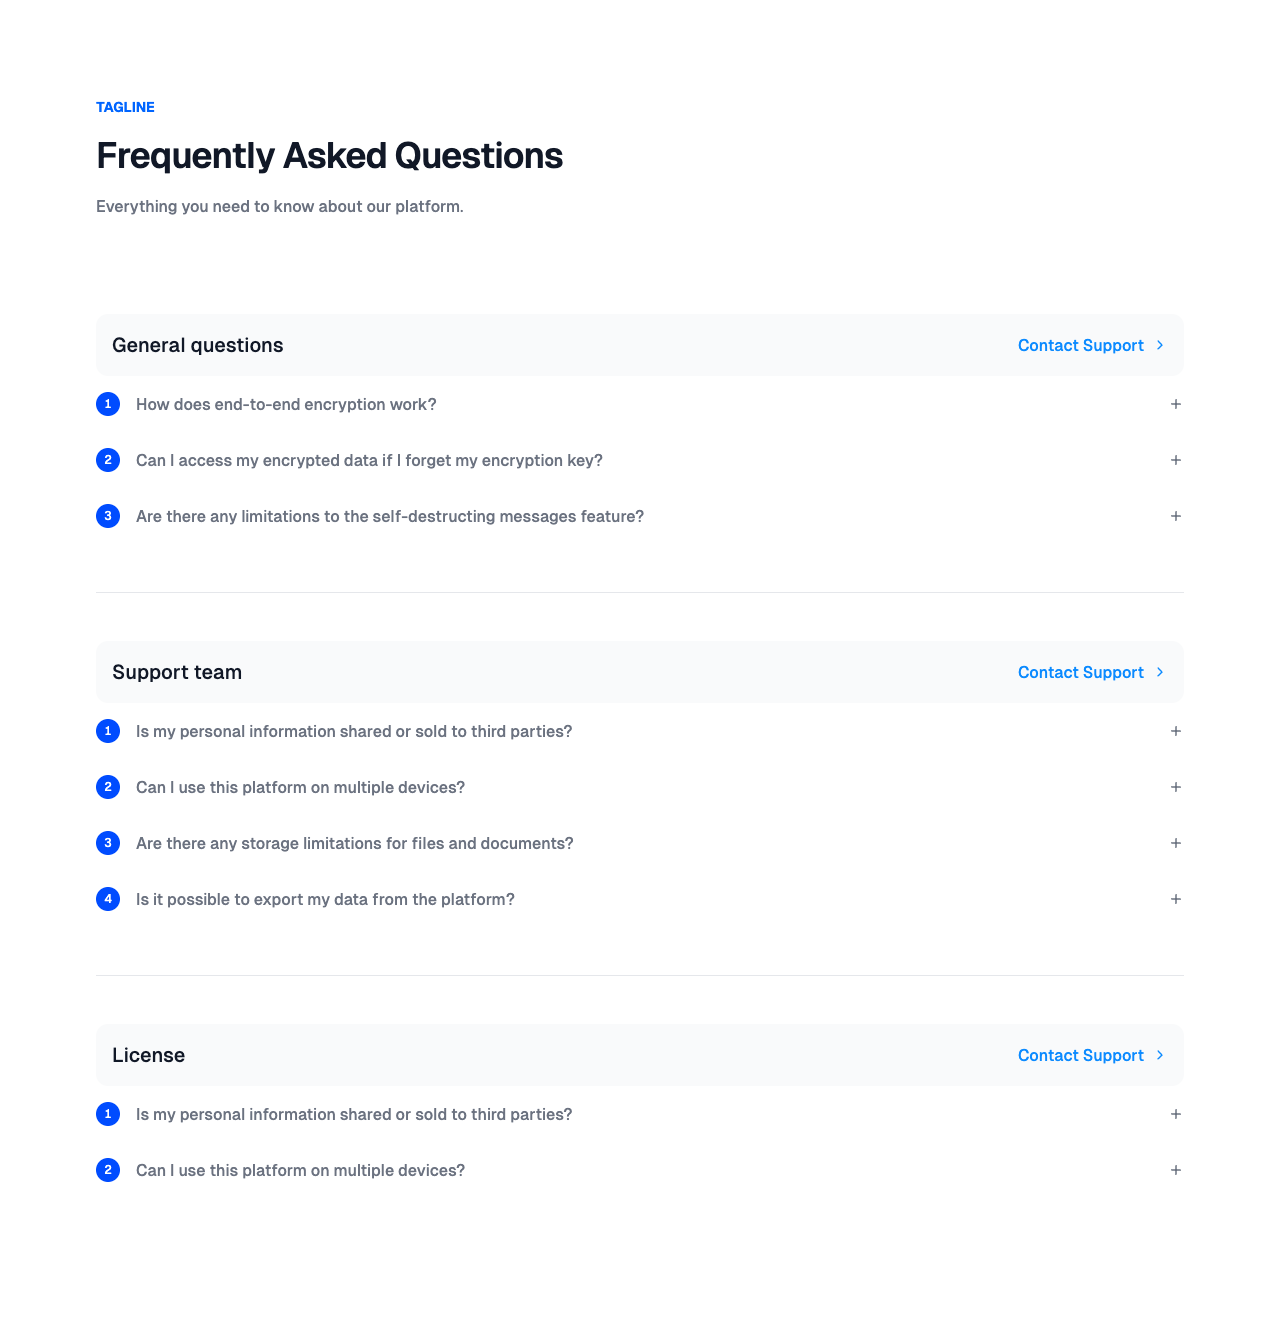 TAGLINE
Frequently Asked Questions
Everything you need to know about our platform.
General questions
Contact Support
1 How does end-to-end encryption work?
2 Can I access my encrypted data if I forget my encryption key?
3 Are there any limitations to the self-destructing messages feature?
Support team
Contact Support
1 Is my personal information shared or sold to third parties?
2 Can I use this platform on multiple devices?
3 Are there any storage limitations for files and documents?
4 Is it possible to export my data from the platform?
License
Contact Support
1 Is my personal information shared or sold to third parties?
2 Can I use this platform on multiple devices?